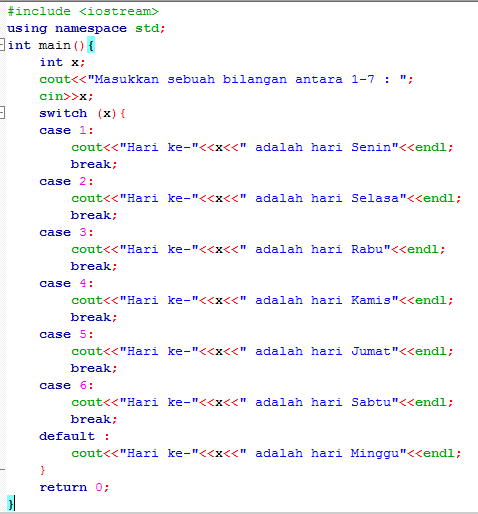 #include <iostream>
using namespace std;
int main(){
    int x;
    cout<<"Masukkan sebuah bilangan antara 1-7 : ";
    cin>>x;
    switch (x){
    case 1:
        cout<<"Hari ke-"<<x<<" adalah hari Senin"<<endl;
        break;
    case 2:
        cout<<"Hari ke-"<<x<<" adalah hari Selasa"<<endl;
        break;
    case 3:
        cout<<"Hari ke-"<<x<<" adalah hari Rabu"<<endl;
        break;
    case 4:
        cout<<"Hari ke-"<<x<<" adalah hari Kamis"<<endl;
        break;
    case 5:
        cout<<"Hari ke-"<<x<<" adalah hari Jumat"<<endl;
        break;
    case 6:
        cout<<"Hari ke-"<<x<<" adalah hari Sabtu"<<endl;
        break;
    default :
        cout<<"Hari ke-"<<x<<" adalah hari Minggu"<<endl;
    }
    return 0;
}